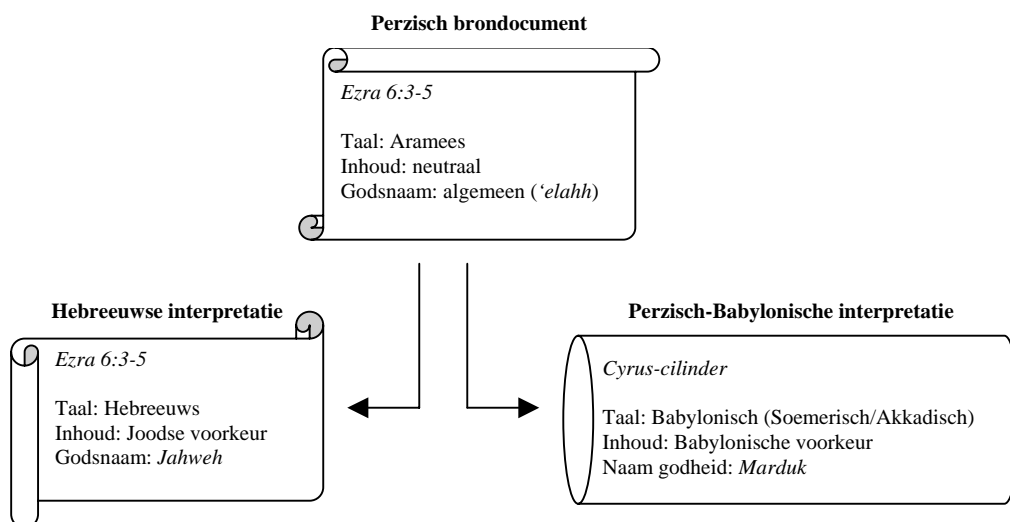 Perzisch brondocument
Ezra 6:3-5
Taal: Aramees
Inhoud: neutraal
Godsnaam: algemeen (‘elahh)
Hebreeuwse interpretatie
Ezra 6:3-5
Taal: Hebreeuws
Inhoud: Joodse voorkeur
Godsnaam: Jahweh
Perzisch-Babylonische interpretatie
Cyrus-cilinder
Taal: Babylonisch (Soemerisch/Akkadisch)
Inhoud: Babylonische voorkeur
Naam godheid: Marduk